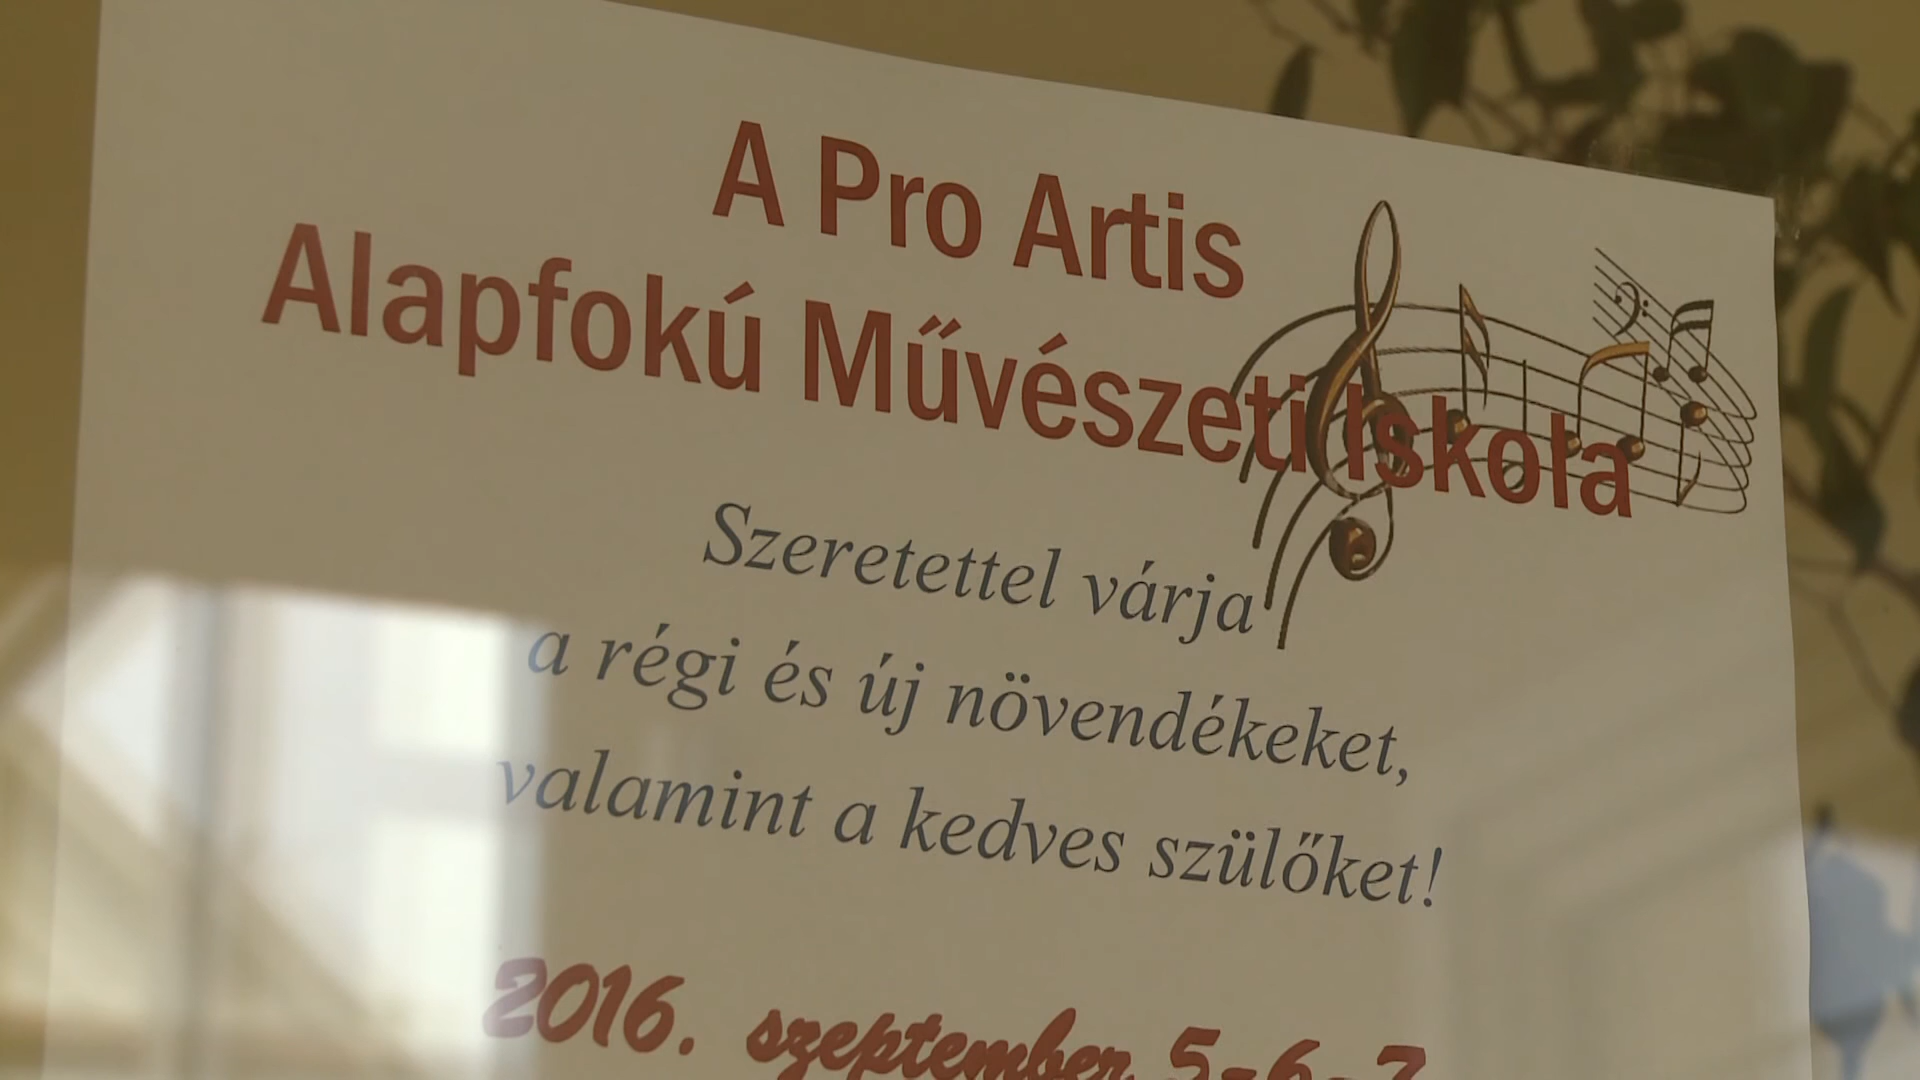 A Pro Artis
Alapfokú Művészeti Iskola
Szeretettel várja
a régi és új növendékeket,
valamint a kedves szülőket!
2016. szeptember 5-6-7